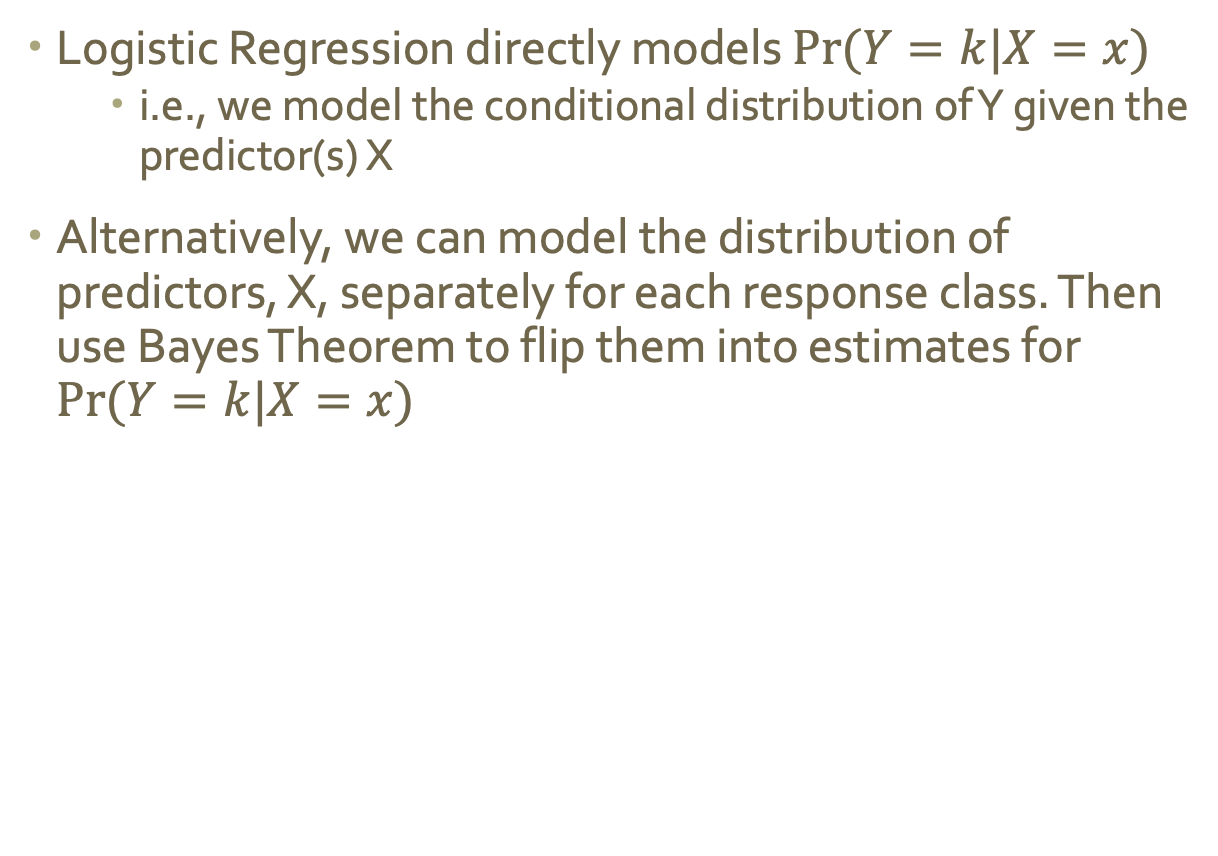 • Logistic Regression directly models Pr(Y = k|X = x)
• i.e., we model the conditional distribution of Y given the
predictor(s) X
• Alternatively, we can model the distribution of
predictors, X, separately for each response class. Then
use Bayes Theorem to flip them into estimates for
Pr(Y = k|X = x)